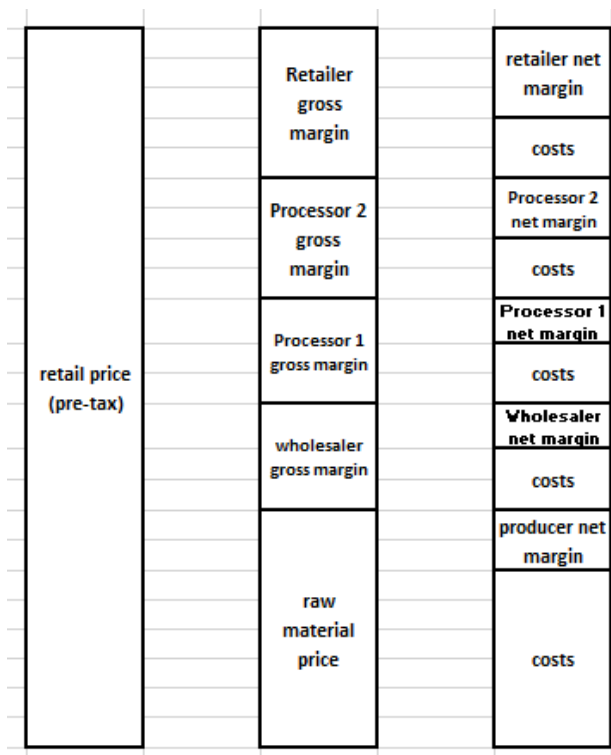 retail price
(pre-tax)
Retailer
gross
margin
Processor 2
gross
margin
Processor 1
gross margin
wholesaler
gross margin
raw
material
price
retailer net
margin
costs
Processor 2
net margin
costs
Processor 1
net margin
costs
Wholesaler
net margin
costs
producer net
margin
costs